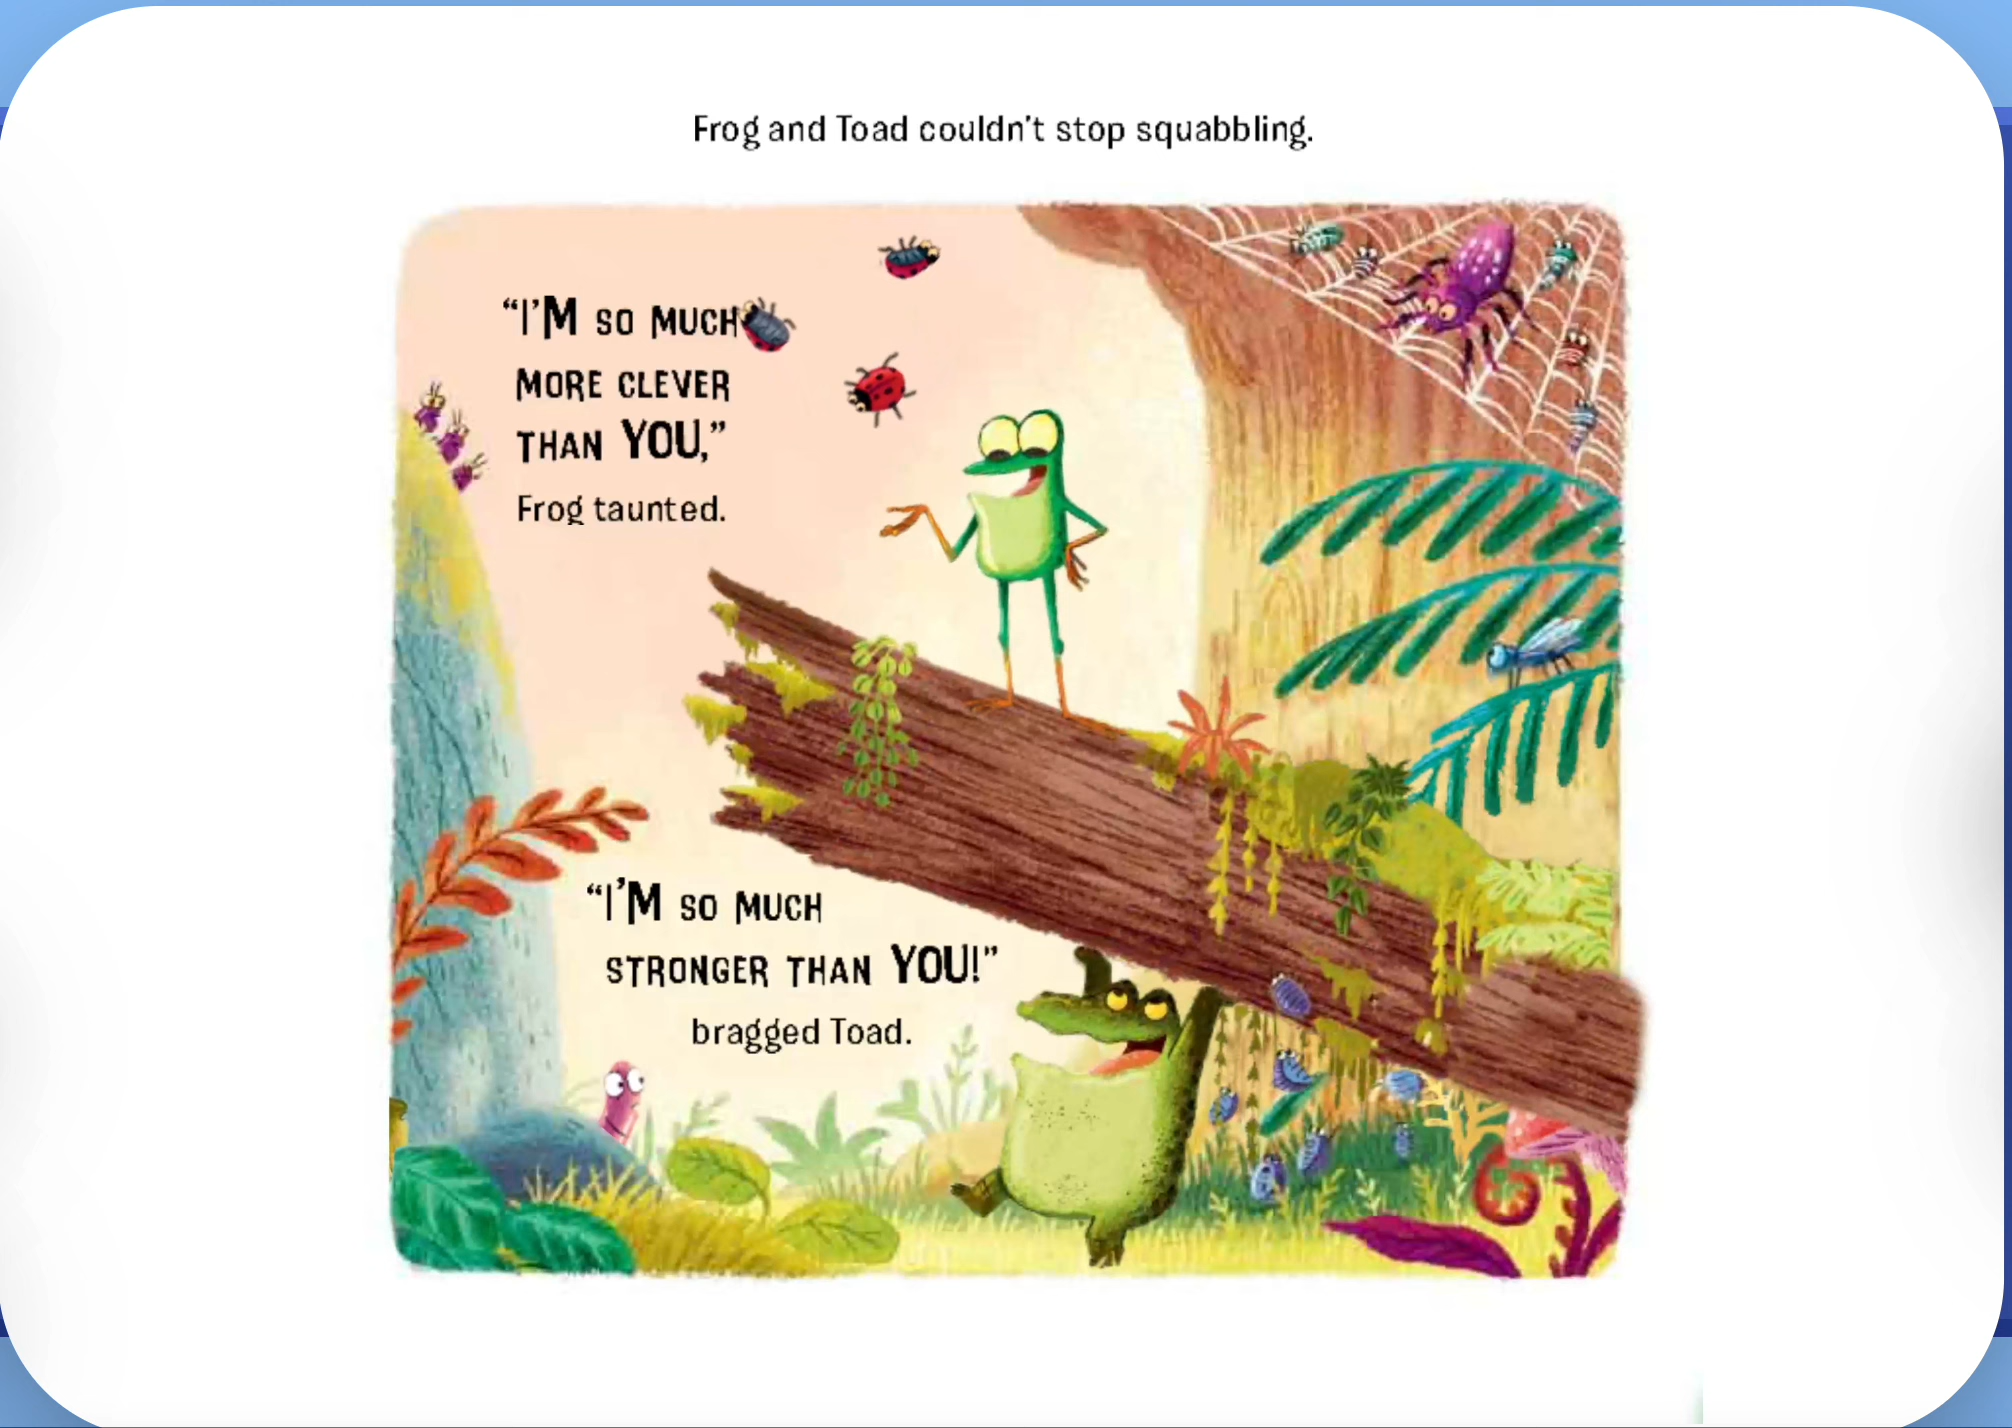 Frog and Toad couldn't stop squabbling.
“I'M SO MUCH
MORE CLEVER
THAN YOU,”
Frog taunted.
“I'M SO MUCH
STRONGER THAN YOU!”
bragged Toad.